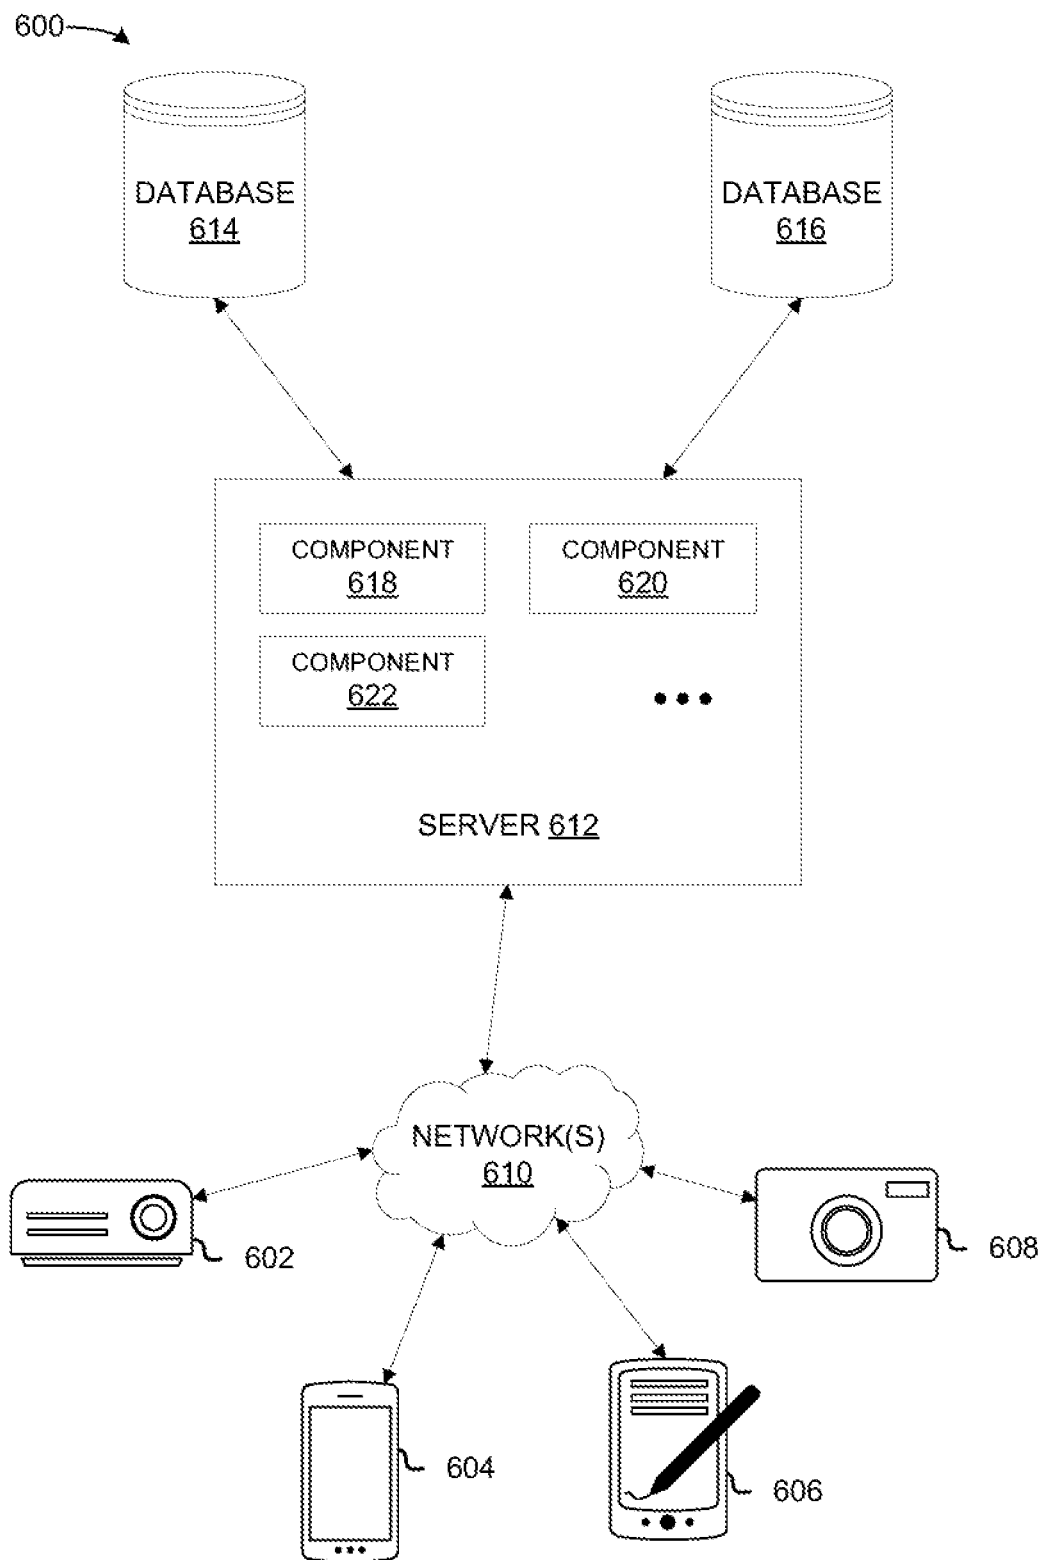 600
DATABASE
614
DATABASE
616
COMPONENT
618
COMPONENT
620
COMPONENT
622
SERVER 612
NETWORK(S)
610
602
608
604
606